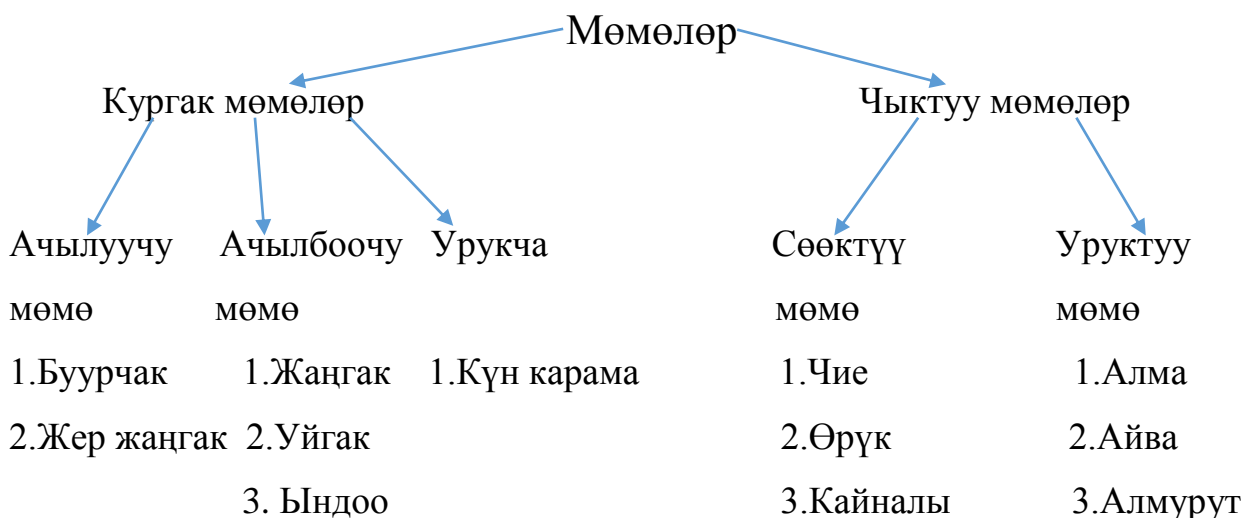 Мөмөлөр
Кургак мөмөлөр Чыктуу мөмөлөр
Ачылуучу Ачылбоочу Урукча Сөөктүү Уруктуу
мөмө мөмө мөмө мөмө
1.Буурчак 1.Жаңгак 1.Күн карама 1.Чие 1.Алма
2.Жер жаңгак 2.Уйгак 2.Өрүк 2.Айва
3. Ындоо 3.Кайналы 3.Алмурут